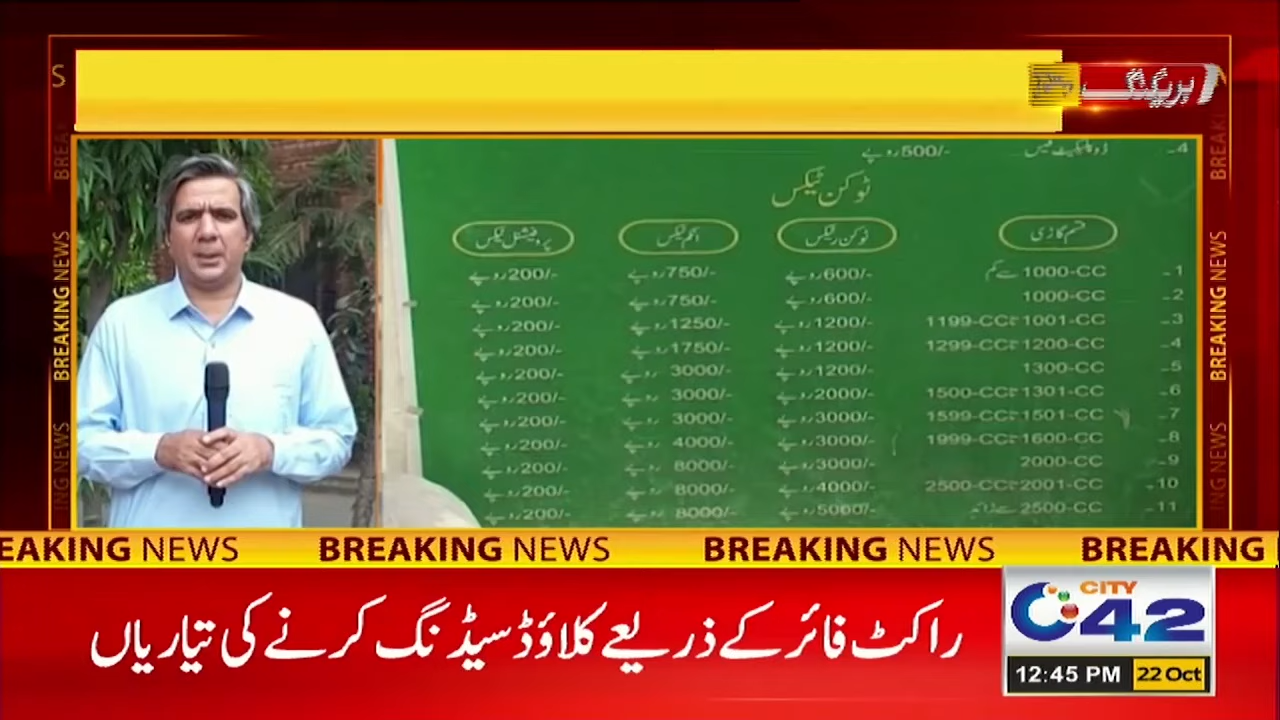 بریکنگ
4- ڈوپلیکیٹ فیس 500/- روپے
ٹوکن ٹیکس
قسم گاڑی ٹوکن ٹیکس انکم ٹیکس پروفیشنل ٹیکس
1- 1000-CC سے کم 600/- روپے 750/- روپے 200/- روپے
2- 1000-CC 600/- روپے 750/- روپے 200/- روپے
3- 1001-CC تا 1199-CC 1200/- روپے 1250/- روپے 200/- روپے
4- 1200-CC تا 1299-CC 1200/- روپے 1750/- روپے 200/- روپے
5- 1300-CC 1200/- روپے 3000/- روپے 200/- روپے
6- 1301-CC تا 1500-CC 2000/- روپے 3000/- روپے 200/- روپے
7- 1501-CC تا 1599-CC 3000/- روپے 3000/- روپے 200/- روپے
8- 1600-CC تا 1999-CC 3000/- روپے 4000/- روپے 200/- روپے
9- 2000-CC 3000/- روپے 8000/- روپے 200/- روپے
10- 2001-CC تا 2500-CC 4000/- روپے 8000/- روپے 200/- روپے
11- 2500-CC سے زائد 5000/- روپے 8000/- روپے 200/- روپے
BREAKING NEWS
BREAKING NEWS
EAKING NEWS BREAKING NEWS BREAKING NEWS BREAKING
راکٹ فائر کے ذریعے کلاؤڈ سیڈنگ کرنے کی تیاریاں
CITY
42
12:45 PM 22 Oct